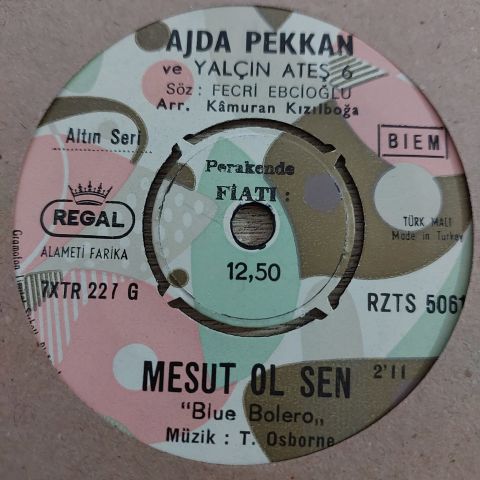 AJDA PEKKAN
ve YALÇIN ATEŞ 6
Söz : FECRİ EBCİOĞLU
Arr. Kâmuran Kızılboğa
Altın Seri
BIEM
Perakende
FİATI :
REGAL
ALAMETİ FARİKA
TÜRK MALI
Made in Turkey
12,50
7XTR 227 G
RZTS 5061
MESUT OL SEN 2'11
"Blue Bolero,,
Müzik : T. Osborne